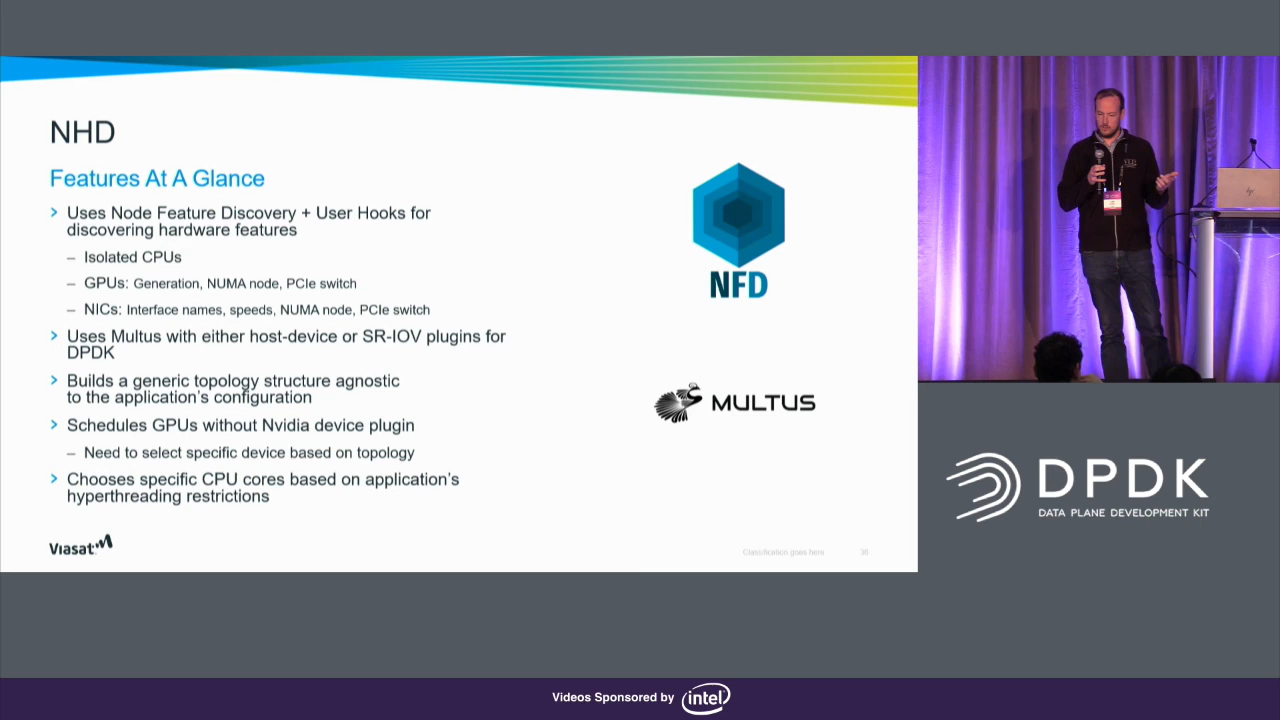 NHD
Features At A Glance
› Uses Node Feature Discovery + User Hooks for
discovering hardware features
– Isolated CPUs
– GPUs: Generation, NUMA node, PCIe switch
– NICs: Interface names, speeds, NUMA node, PCIe switch
› Uses Multus with either host-device or SR-IOV plugins for
DPDK
› Builds a generic topology structure agnostic
to the application's configuration
› Schedules GPUs without Nvidia device plugin
– Need to select specific device based on topology
› Chooses specific CPU cores based on application's
hyperthreading restrictions
NFD
MULTUS
Viasat
Classification goes here
DPDK
DATA PLANE DEVELOPMENT KIT
Videos Sponsored by intel